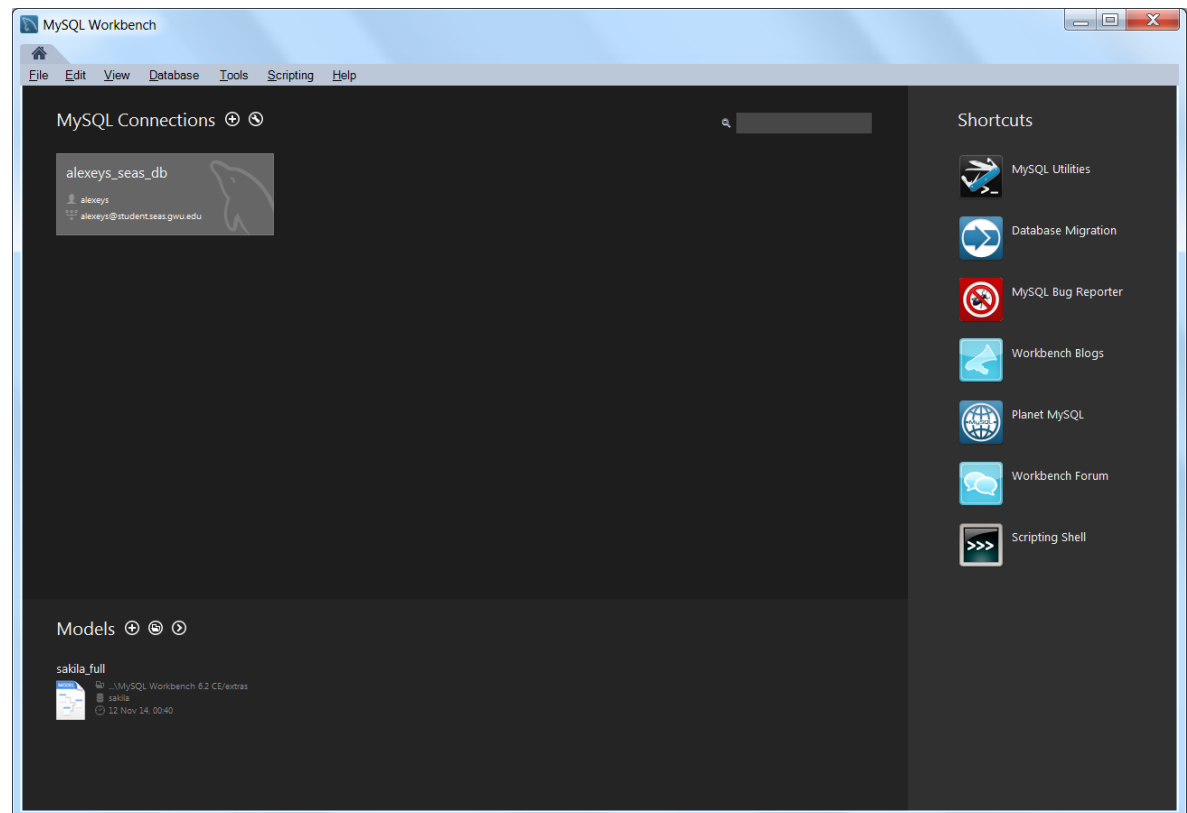 MySQL Workbench
File Edit View Database Tools Scripting Help
MySQL Connections
alexeys_seas_db
alexeys
alexeys@student.seas.gwu.edu
Shortcuts
MySQL Utilities
Database Migration
MySQL Bug Reporter
Workbench Blogs
MySQL
Planet MySQL
Workbench Forum
>>>
Scripting Shell
Models
sakila_full
MODEL
...\MySQL Workbench 6.2 CE/extras
sakila
12 Nov 14, 00:40